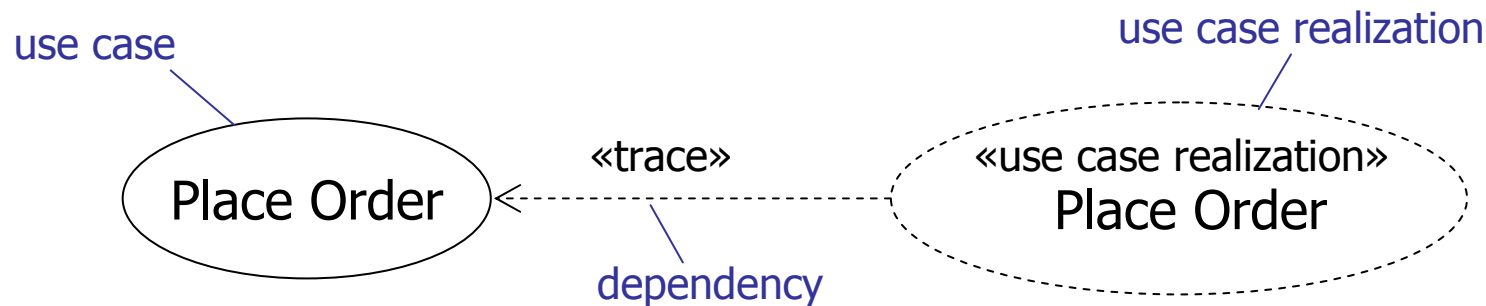 use case
use case realization
«trace»
«use case realization»
Place Order
Place Order
dependency